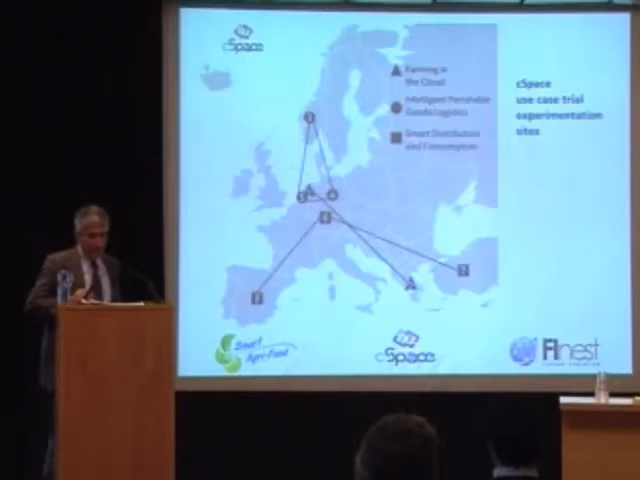 cSpace
Farming in
the Cloud
Intelligent Perishable
Goods Logistics
Smart Distribution
and Consumption
cSpace
use case trial
experimentation
sites
Smart
Agri-Food
cSpace
FInest